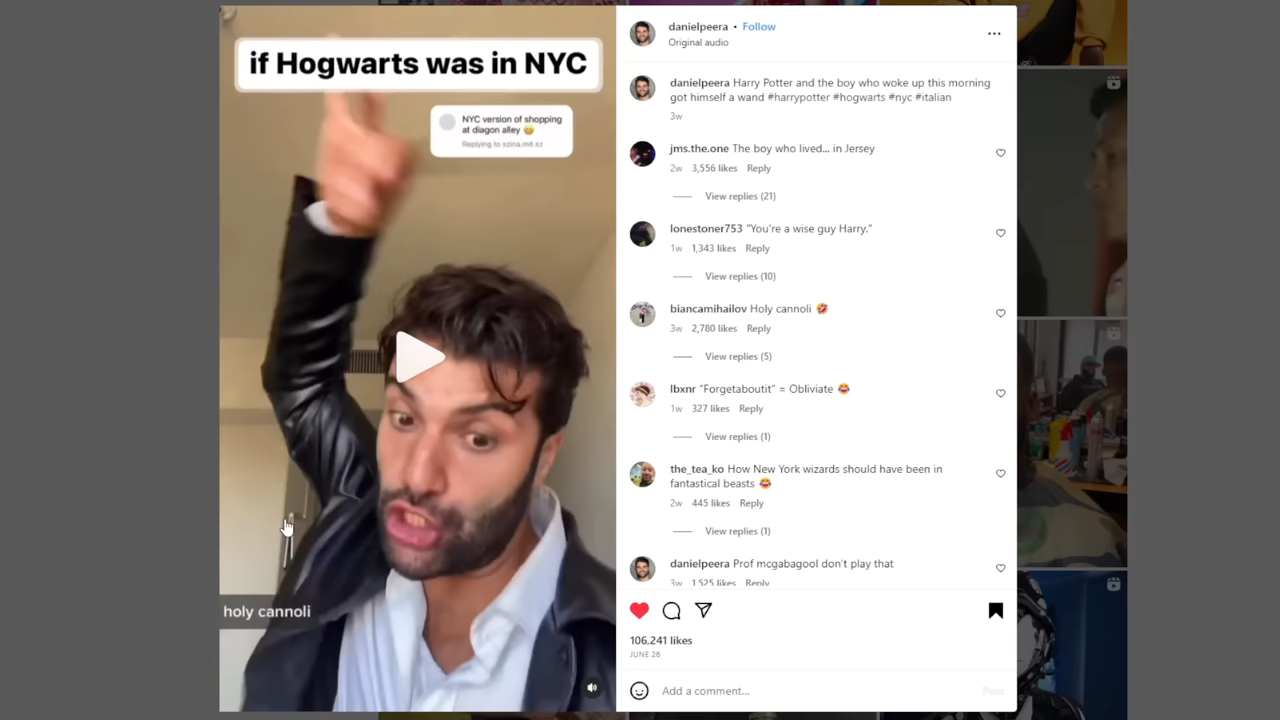 if Hogwarts was in NYC
NYC version of shopping
at diagon alley 😂
Replying to szina.mit.sz
holy cannoli
danielpeera • Follow
Original audio
danielpeera Harry Potter and the boy who woke up this morning
got himself a wand #harrypotter #hogwarts #nyc #italian
3w
jms.the.one The boy who lived... in Jersey
2w 3,556 likes Reply
View replies (21)
lonestoner753 "You're a wise guy Harry."
1w 1,343 likes Reply
View replies (10)
biancamihailov Holy cannoli 🤣
3w 2,780 likes Reply
View replies (5)
lbxnr "Forgetaboutit" = Obliviate 😂
1w 327 likes Reply
View replies (1)
the_tea_ko How New York wizards should have been in
fantastical beasts 😂
2w 445 likes Reply
View replies (1)
danielpeera Prof mcgabagool don't play that
3w 1,525 likes Reply
106,241 likes
JUNE 26
Add a comment...
Post